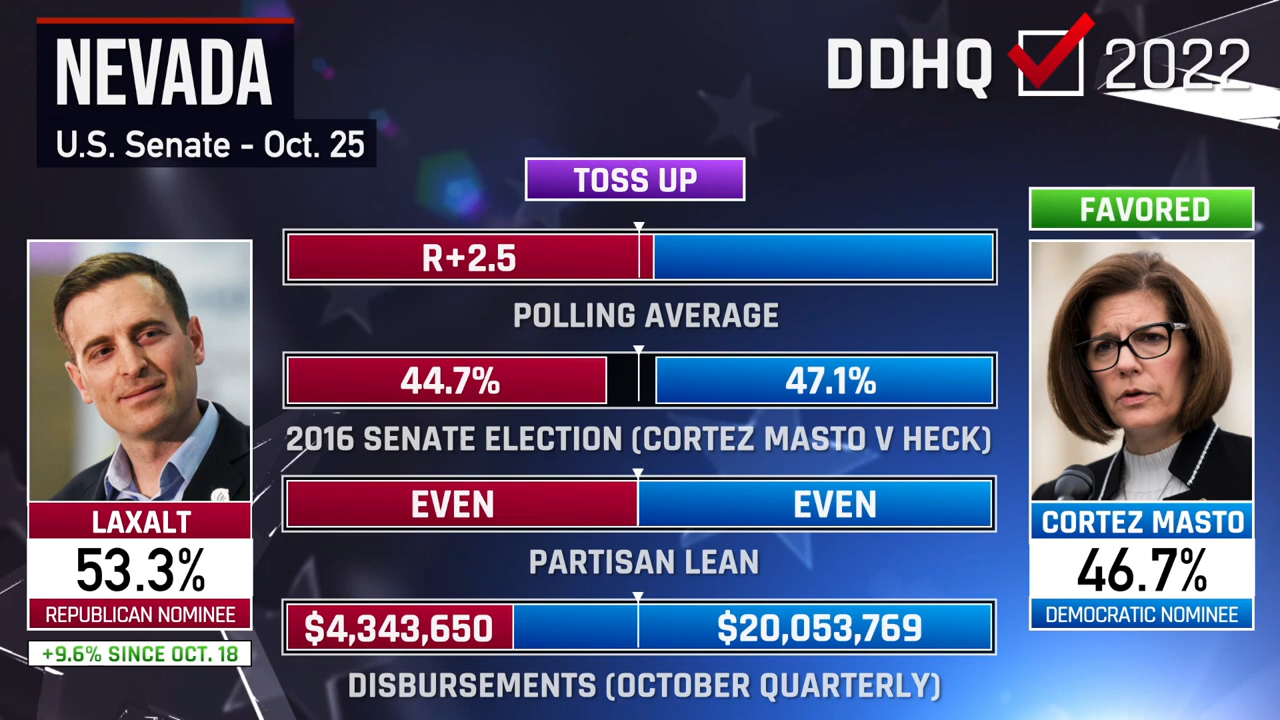 NEVADA
U.S. Senate - Oct. 25
DDHQ 2022
TOSS UP
FAVORED
R+2.5
POLLING AVERAGE
44.7% 47.1%
2016 SENATE ELECTION (CORTEZ MASTO V HECK)
EVEN EVEN
PARTISAN LEAN
$4,343,650 $20,053,769
DISBURSEMENTS (OCTOBER QUARTERLY)
LAXALT
53.3%
REPUBLICAN NOMINEE
+9.6% SINCE OCT. 18
CORTEZ MASTO
46.7%
DEMOCRATIC NOMINEE